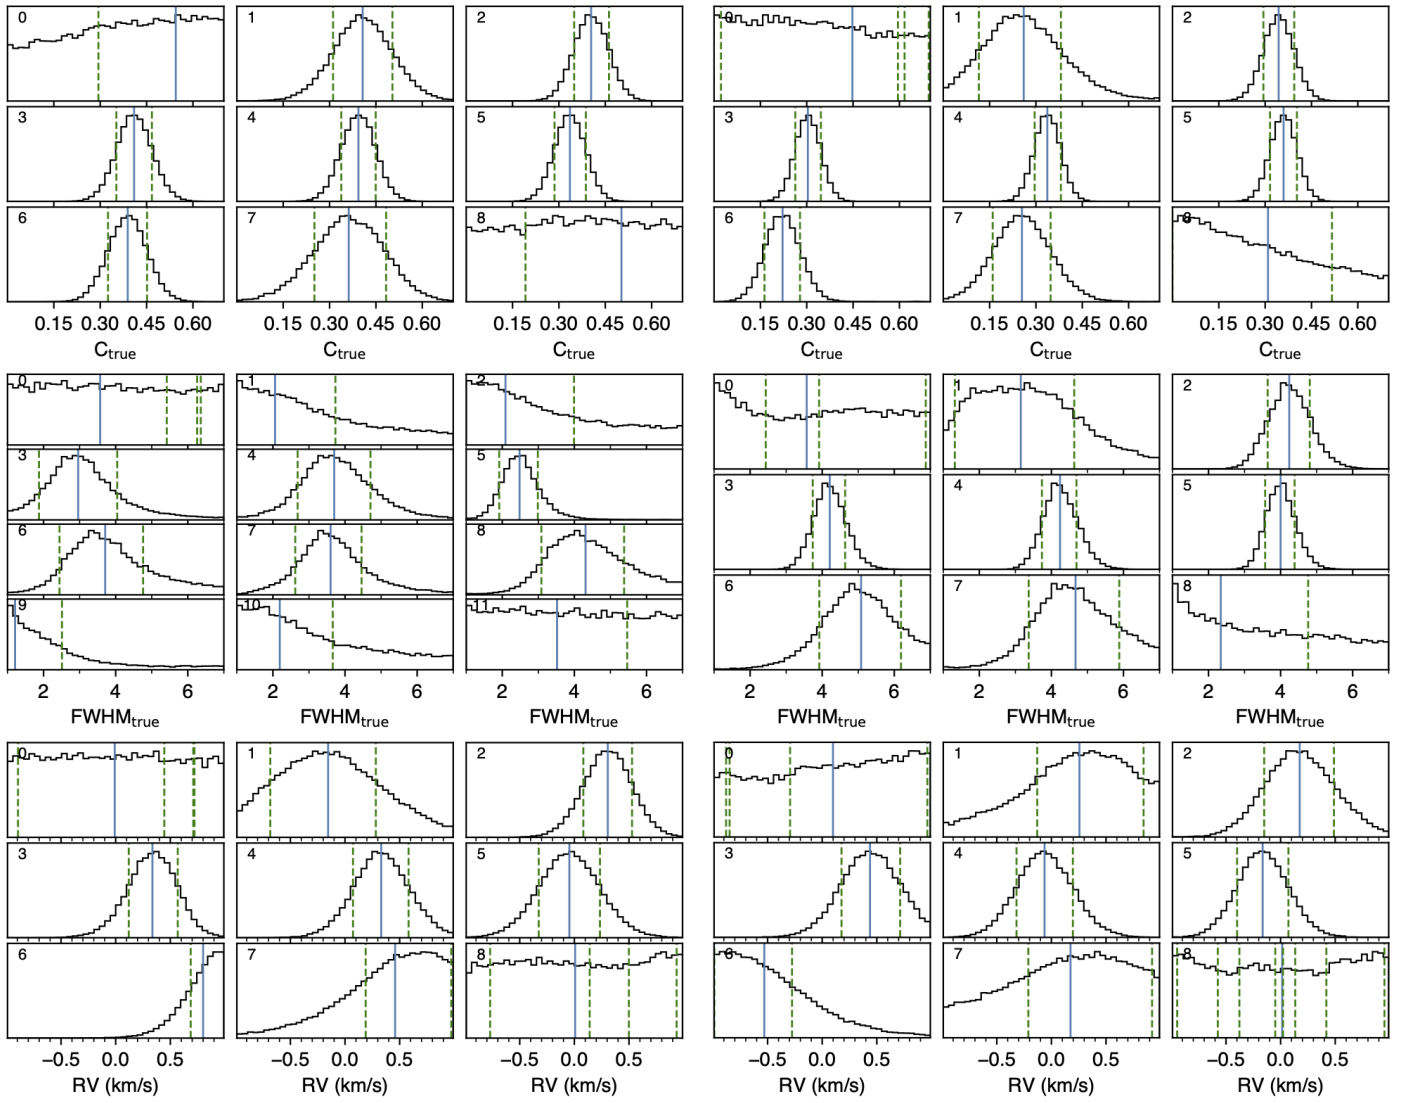 0 1 2 0 1 2
3 4 5 3 4 5
6 7 8 6 7 8
0.15 0.30 0.45 0.60 0.15 0.30 0.45 0.60 0.15 0.30 0.45 0.60 0.15 0.30 0.45 0.60 0.15 0.30 0.45 0.60 0.15 0.30 0.45 0.60
Ctrue Ctrue Ctrue Ctrue Ctrue Ctrue
0 1 2 0 1 2
3 4 5
3 4 5
6 7 8
6 7 8
9 10 11
2 4 6 2 4 6 2 4 6 2 4 6 2 4 6 2 4 6
FWHMtrue FWHMtrue FWHMtrue FWHMtrue FWHMtrue FWHMtrue
0 1 2 0 1 2
3 4 5 3 4 5
6 7 8 6 7 8
−0.5 0.0 0.5 −0.5 0.0 0.5 −0.5 0.0 0.5 −0.5 0.0 0.5 −0.5 0.0 0.5 −0.5 0.0 0.5
RV (km/s) RV (km/s) RV (km/s) RV (km/s) RV (km/s) RV (km/s)